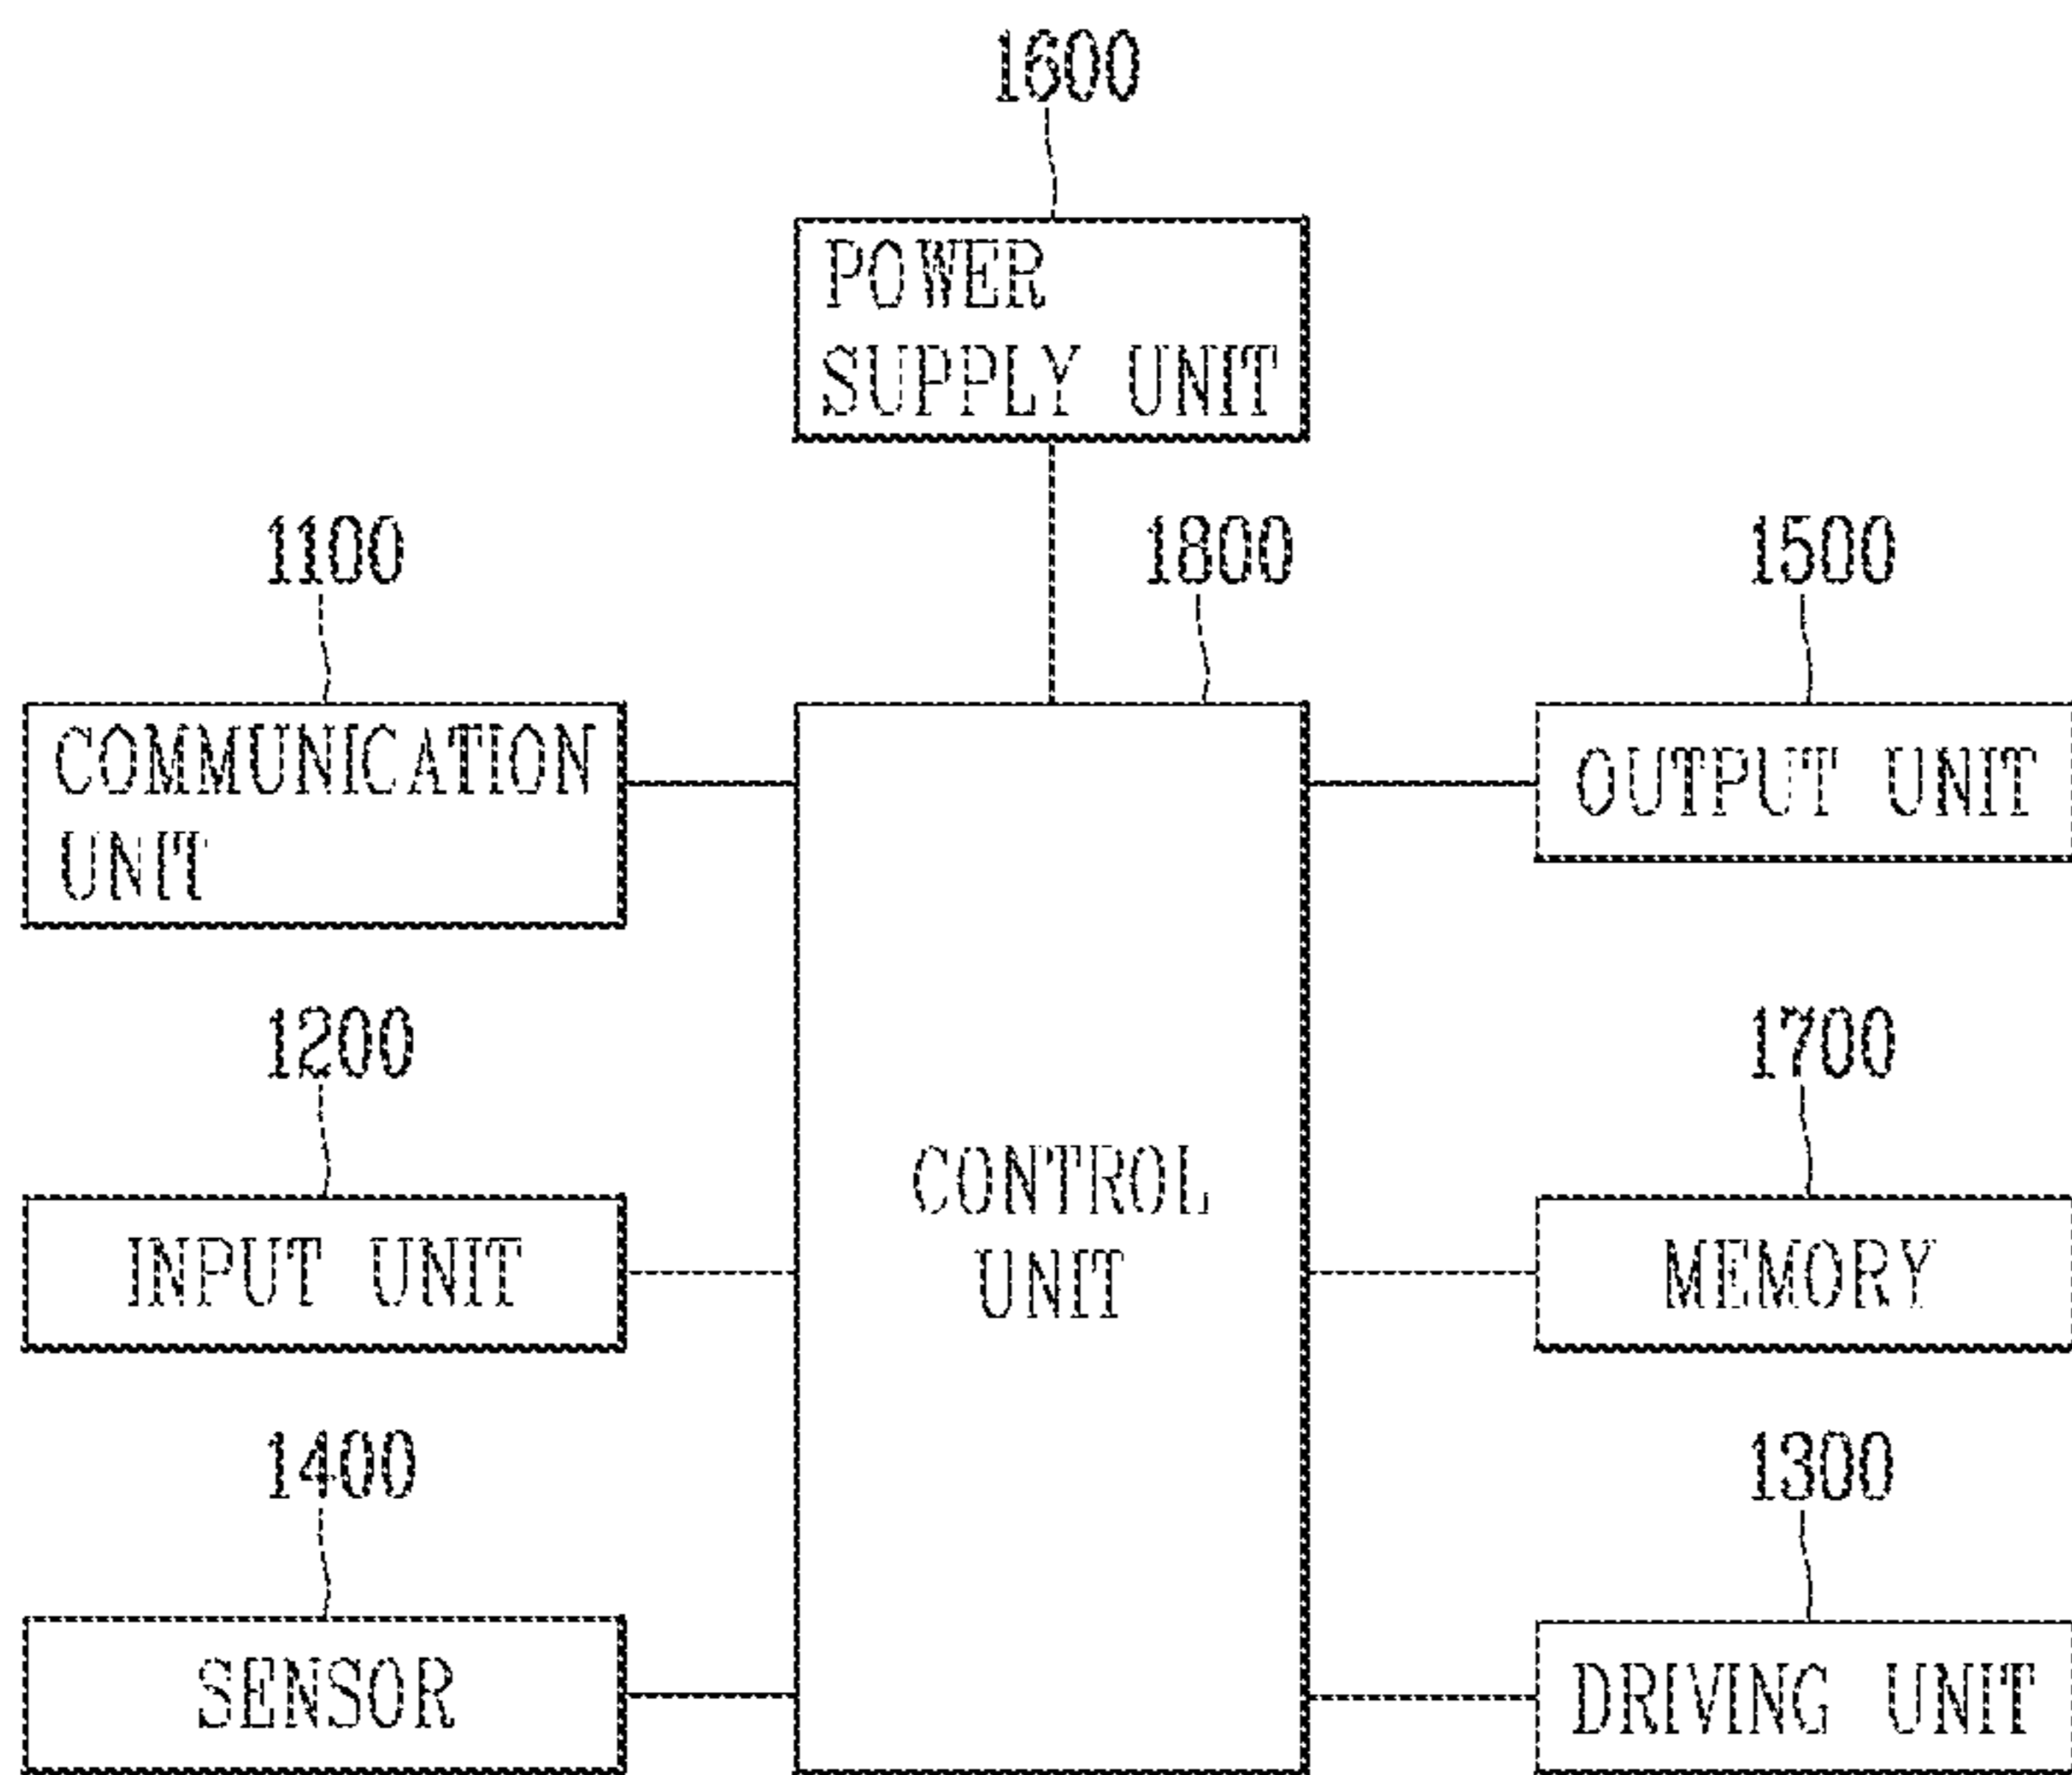 1600
POWER
SUPPLY UNIT
1100
1800
1500
COMMUNICATION
UNIT
OUTPUT UNIT
1200
1700
CONTROL
UNIT
INPUT UNIT
MEMORY
1400
1300
SENSOR
DRIVING UNIT